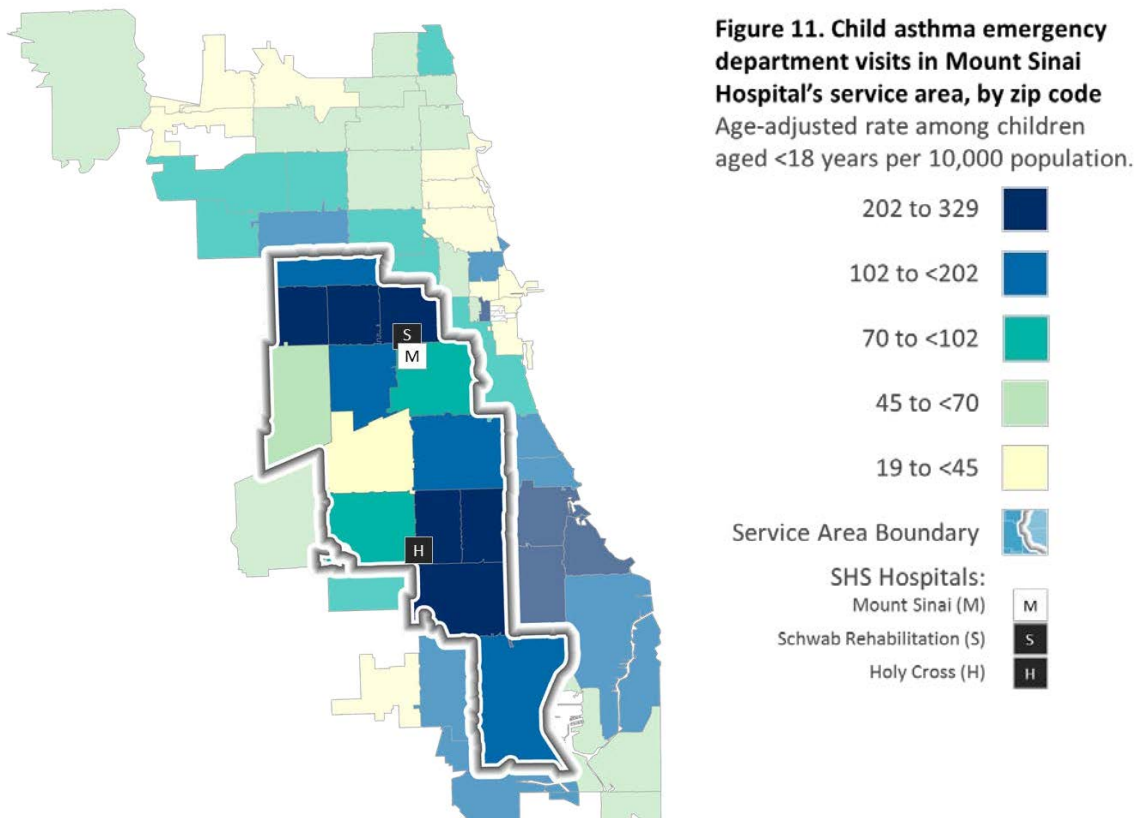 Figure 11. Child asthma emergency
department visits in Mount Sinai
Hospital's service area, by zip code
Age-adjusted rate among children
aged <18 years per 10,000 population.
202 to 329
102 to <202
70 to <102
45 to <70
19 to <45
Service Area Boundary
SHS Hospitals:
Mount Sinai (M) M
Schwab Rehabilitation (S) S
Holy Cross (H) H
S
M
H